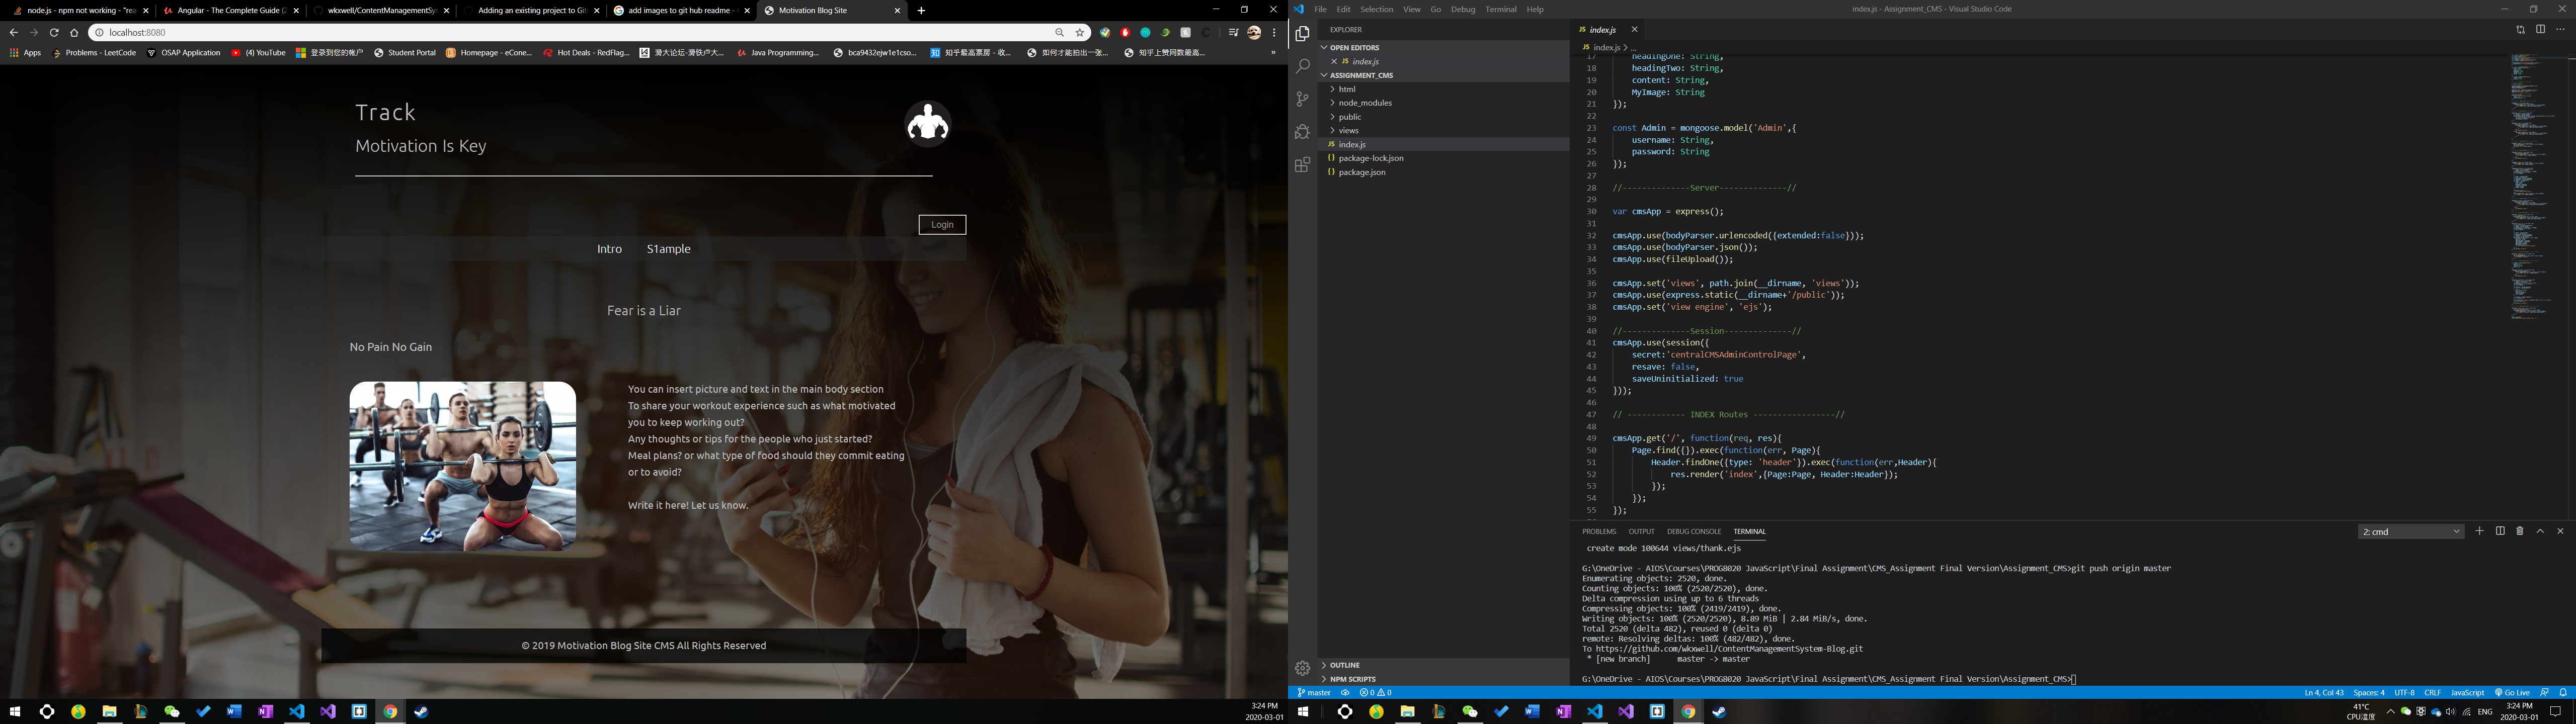 node.js - npm not working - "rea
Angular - The Complete Guide (2
wkxwell/ContentManagementSys
Adding an existing project to Git
add images to git hub readme -
Motivation Blog Site
localhost:8080
Apps
Problems - LeetCode
OSAP Application
(4) YouTube
登录到您的帐户
Student Portal
Homepage - eCone...
Hot Deals - RedFlag...
滑大论坛-滑铁卢大...
Java Programming...
bca9432ejw1e1cso...
知乎最高票房 - 收...
如何才能拍出一张...
知乎上赞同数最高...
Track
Motivation Is Key
Login
Intro
S1ample
Fear is a Liar
No Pain No Gain
You can insert picture and text in the main body section
To share your workout experience such as what motivated
you to keep working out?
Any thoughts or tips for the people who just started?
Meal plans? or what type of food should they commit eating
or to avoid?
Write it here! Let us know.
© 2019 Motivation Blog Site CMS All Rights Reserved
3:24 PM
2020-03-01
File Edit Selection View Go Debug Terminal Help
index.js - Assignment_CMS - Visual Studio Code
EXPLORER
OPEN EDITORS
JS index.js
ASSIGNMENT_CMS
html
node_modules
public
views
JS index.js
{} package-lock.json
{} package.json
OUTLINE
NPM SCRIPTS
JS index.js
JS index.js > ...
17 headingOne: String,
18 headingTwo: String,
19 content: String,
20 MyImage: String
21 });
22
23 const Admin = mongoose.model('Admin',{
24 username: String,
25 password: String
26 });
27
28 //--------------Server--------------//
29
30 var cmsApp = express();
31
32 cmsApp.use(bodyParser.urlencoded({extended:false}));
33 cmsApp.use(bodyParser.json());
34 cmsApp.use(fileUpload());
35
36 cmsApp.set('views', path.join(__dirname, 'views'));
37 cmsApp.use(express.static(__dirname+'/public'));
38 cmsApp.set('view engine', 'ejs');
39
40 //--------------Session--------------//
41 cmsApp.use(session({
42 secret:'centralCMSAdminControlPage',
43 resave: false,
44 saveUninitialized: true
45 }));
46
47 // ------------ INDEX Routes -----------------//
48
49 cmsApp.get('/', function(req, res){
50 Page.find({}).exec(function(err, Page){
51 Header.findOne({type: 'header'}).exec(function(err,Header){
52 res.render('index',{Page:Page, Header:Header});
53 });
54 });
55 });
PROBLEMS OUTPUT DEBUG CONSOLE TERMINAL
2: cmd
create mode 100644 views/thank.ejs
G:\OneDrive - AIOS\Courses\PROG8020 JavaScript\Final Assignment\CMS_Assignment Final Version\Assignment_CMS>git push origin master
Enumerating objects: 2520, done.
Counting objects: 100% (2520/2520), done.
Delta compression using up to 6 threads
Compressing objects: 100% (2419/2419), done.
Writing objects: 100% (2520/2520), 8.89 MiB | 2.84 MiB/s, done.
Total 2520 (delta 482), reused 0 (delta 0)
remote: Resolving deltas: 100% (482/482), done.
To https://github.com/wkxwell/ContentManagementSystem-Blog.git
* [new branch] master -> master
G:\OneDrive - AIOS\Courses\PROG8020 JavaScript\Final Assignment\CMS_Assignment Final Version\Assignment_CMS>
master
0 0
Ln 4, Col 43 Spaces: 4 UTF-8 CRLF JavaScript Go Live
41°C
CPU温度
ENG
3:24 PM
2020-03-01